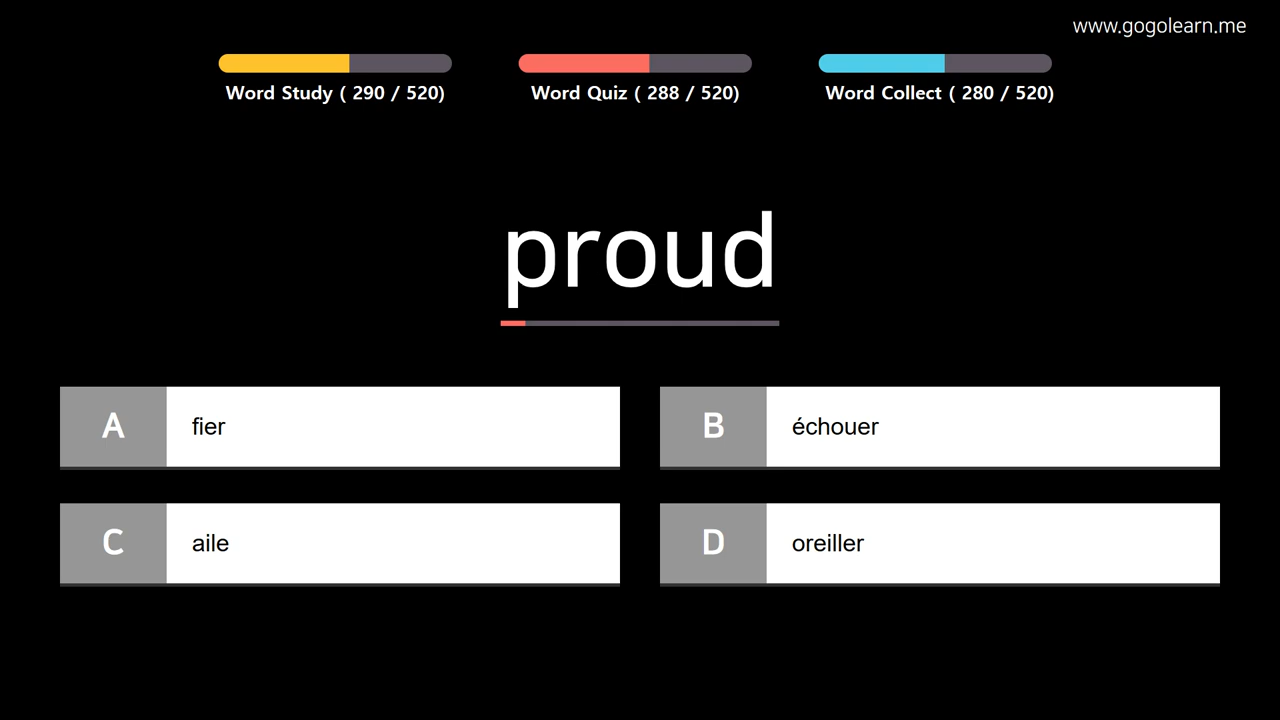 www.gogolearn.me
Word Study ( 290 / 520)
Word Quiz ( 288 / 520)
Word Collect ( 280 / 520)
proud
A fier
B échouer
C aile
D oreiller